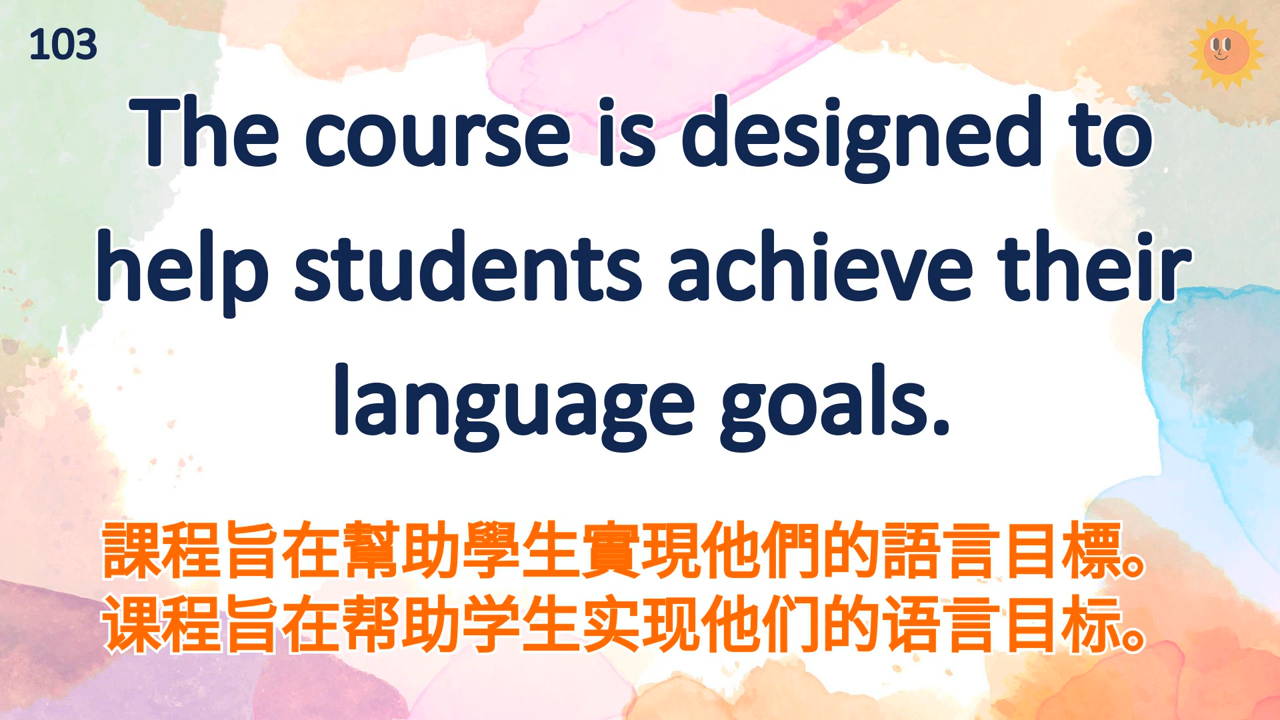 103
The course is designed to
help students achieve their
language goals.
課程旨在幫助學生實現他們的語言目標。
课程旨在帮助学生实现他们的语言目标。